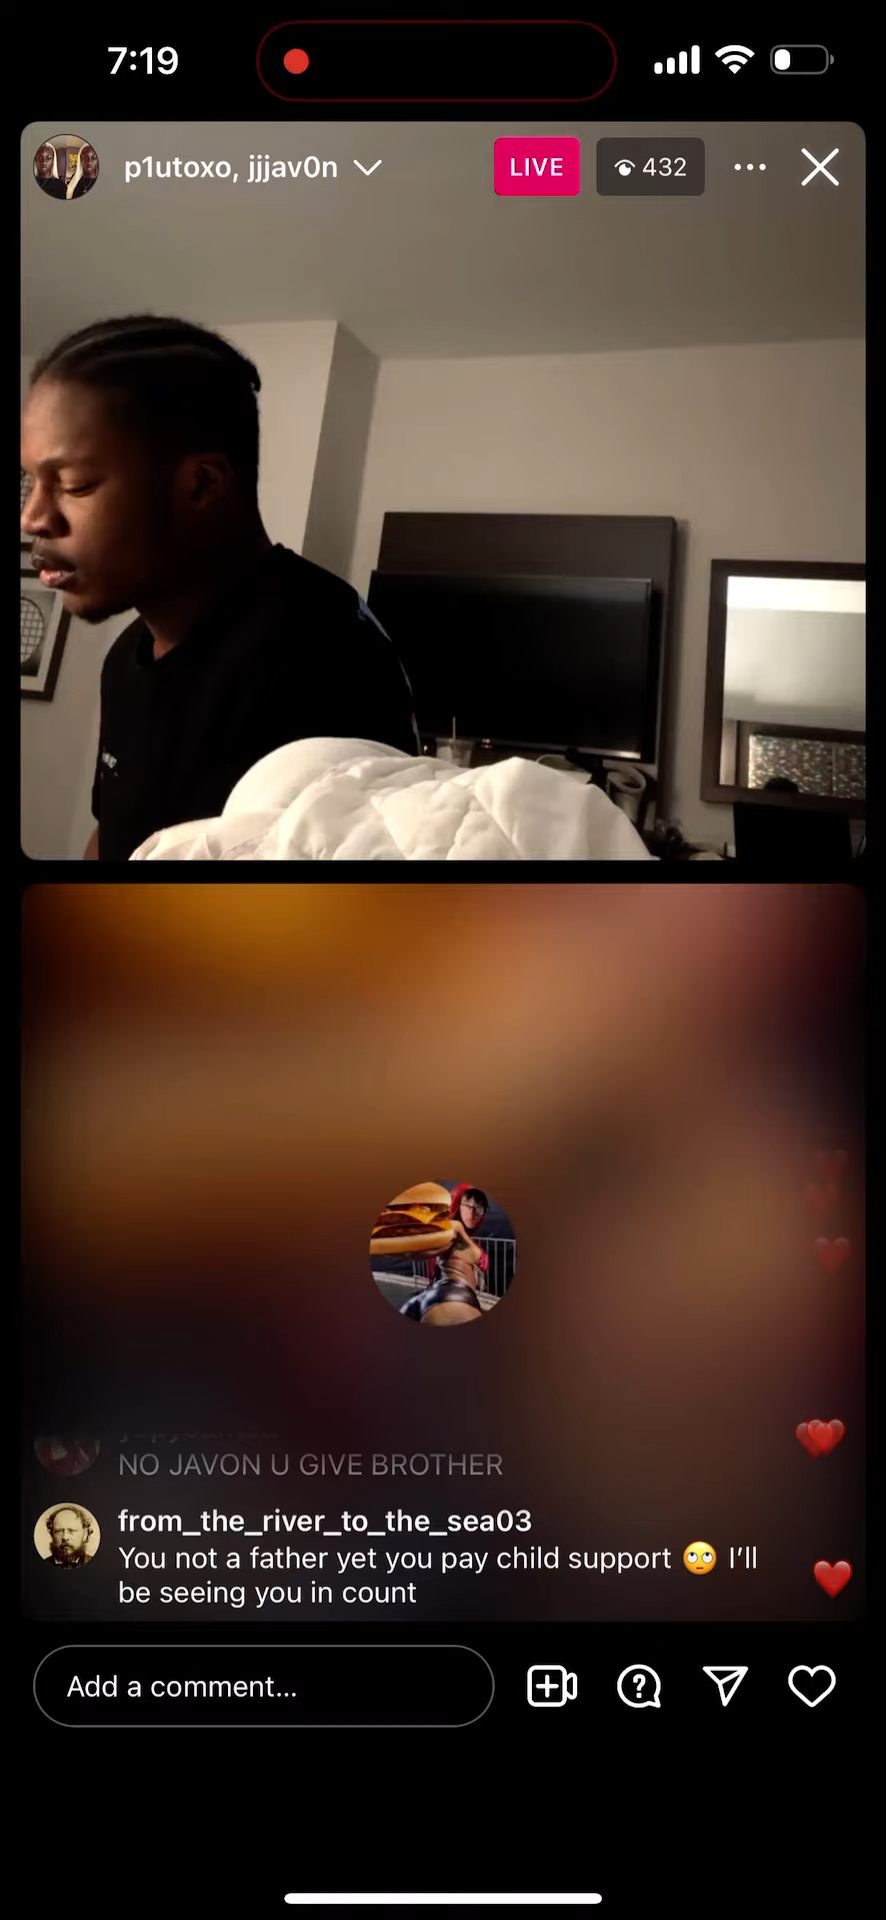 7:19
p1utoxo, jjjav0n
LIVE
432
NO JAVON U GIVE BROTHER
from_the_river_to_the_sea03
You not a father yet you pay child support 🙄 I'll
be seeing you in count
Add a comment...